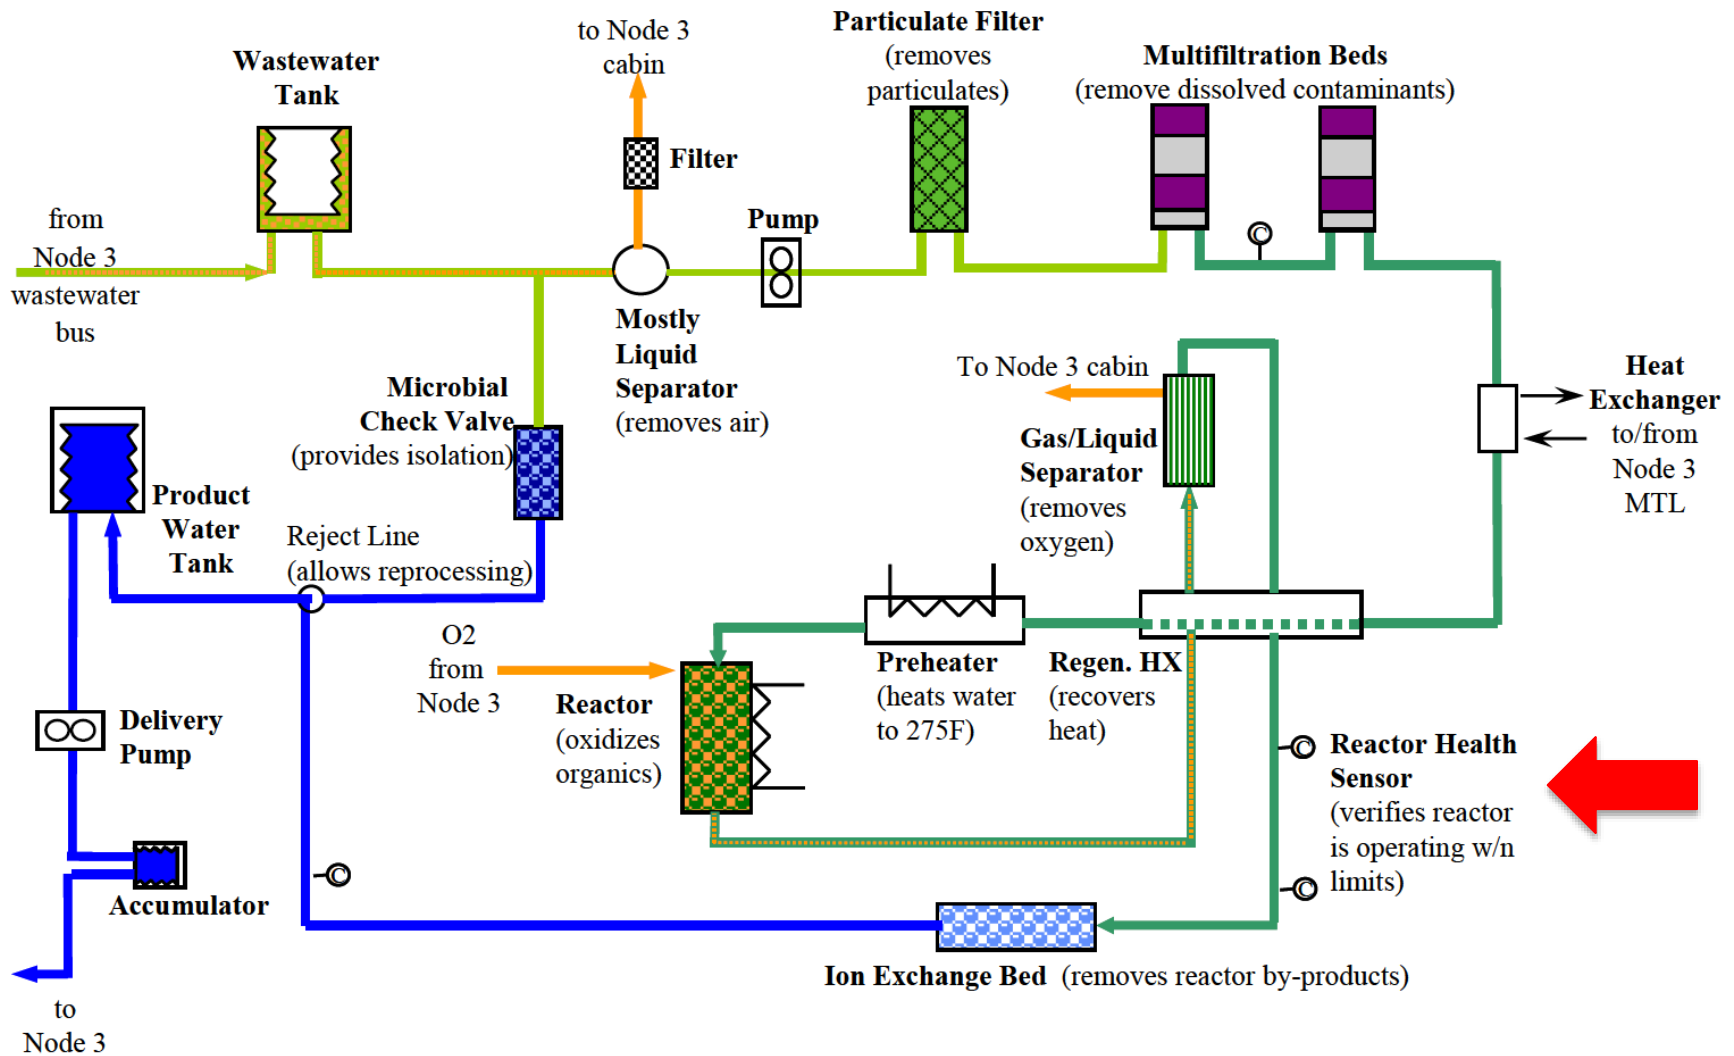 to Node 3
cabin
Particulate Filter
(removes
particulates)
Multifiltration Beds
(remove dissolved contaminants)
Wastewater
Tank
Filter
Pump
from
Node 3
wastewater
bus
C
Mostly
Liquid
Separator
(removes air)
To Node 3 cabin
Heat
Exchanger
to/from
Node 3
MTL
Microbial
Check Valve
(provides isolation)
Gas/Liquid
Separator
(removes
oxygen)
Product
Water
Tank
Reject Line
(allows reprocessing)
O2
from
Node 3
Reactor
(oxidizes
organics)
Preheater
(heats water
to 275F)
Regen. HX
(recovers
heat)
C
Reactor Health
Sensor
(verifies reactor
is operating w/n
limits)
C
Delivery
Pump
C
Accumulator
Ion Exchange Bed (removes reactor by-products)
to
Node 3